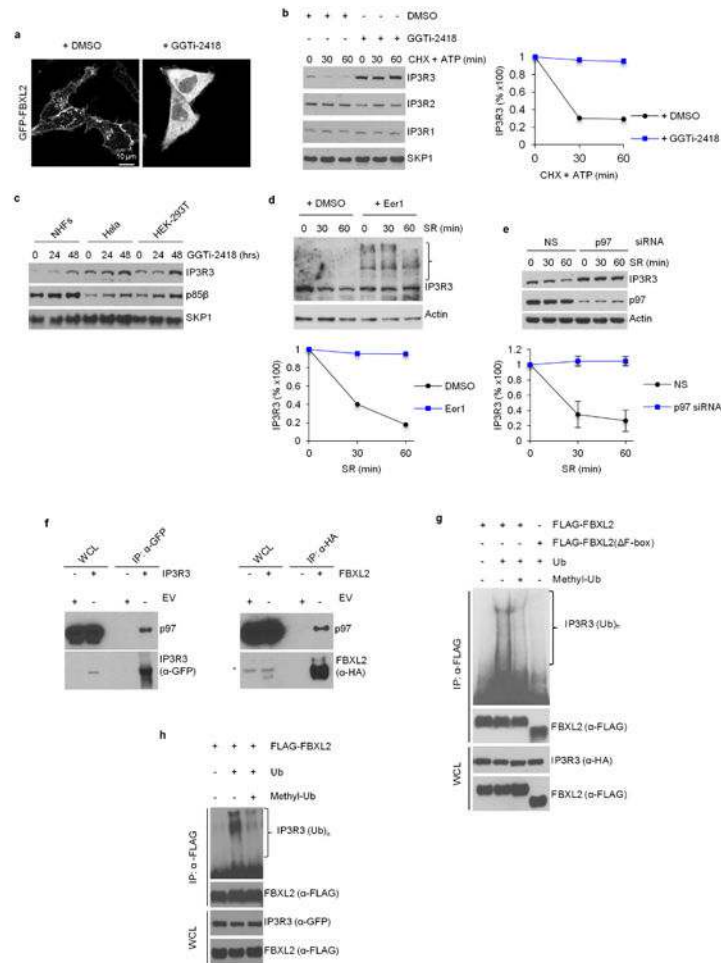 a
+ DMSO
+ GGTi-2418
GFP-FBXL2
10 μm
b
+ + + - - - DMSO
- - - + + + GGTi-2418
0 30 60 0 30 60 CHX + ATP (min)
IP3R3
IP3R2
IP3R1
SKP1
IP3R3 (% x100)
1
0.8
0.6
0.4
0.2
0
0 30 60
CHX + ATP (min)
+ DMSO
+ GGTi-2418
c
NHFs
Hela
HEK-293T
0 24 48 0 24 48 0 24 48 GGTi-2418 (hrs)
IP3R3
p85β
SKP1
d
+ DMSO
+ Eer1
0 30 60 0 30 60 SR (min)
IP3R3
Actin
IP3R3 (% x100)
1
0.8
0.6
0.4
0.2
0
0 30 60
SR (min)
DMSO
Eer1
e
NS p97 siRNA
0 30 60 0 30 60 SR (min)
IP3R3
p97
Actin
IP3R3 (% x100)
1.2
1
0.8
0.6
0.4
0.2
0
0 30 60
SR (min)
NS
p97 siRNA
f
WCL
IP: α-GFP
- + - + IP3R3
+ - + - EV
p97
IP3R3
(α-GFP)
WCL
IP: α-HA
- + - + FBXL2
+ - + - EV
p97
FBXL2
(α-HA)
g
+ + + - FLAG-FBXL2
- - - + FLAG-FBXL2(ΔF-box)
- + + + Ub
- - + - Methyl-Ub
IP: α-FLAG
IP3R3 (Ub)n
FBXL2 (α-FLAG)
WCL
IP3R3 (α-HA)
FBXL2 (α-FLAG)
h
+ + + FLAG-FBXL2
- + + Ub
- - + Methyl-Ub
IP: α-FLAG
IP3R3 (Ub)n
FBXL2 (α-FLAG)
WCL
IP3R3 (α-GFP)
FBXL2 (α-FLAG)